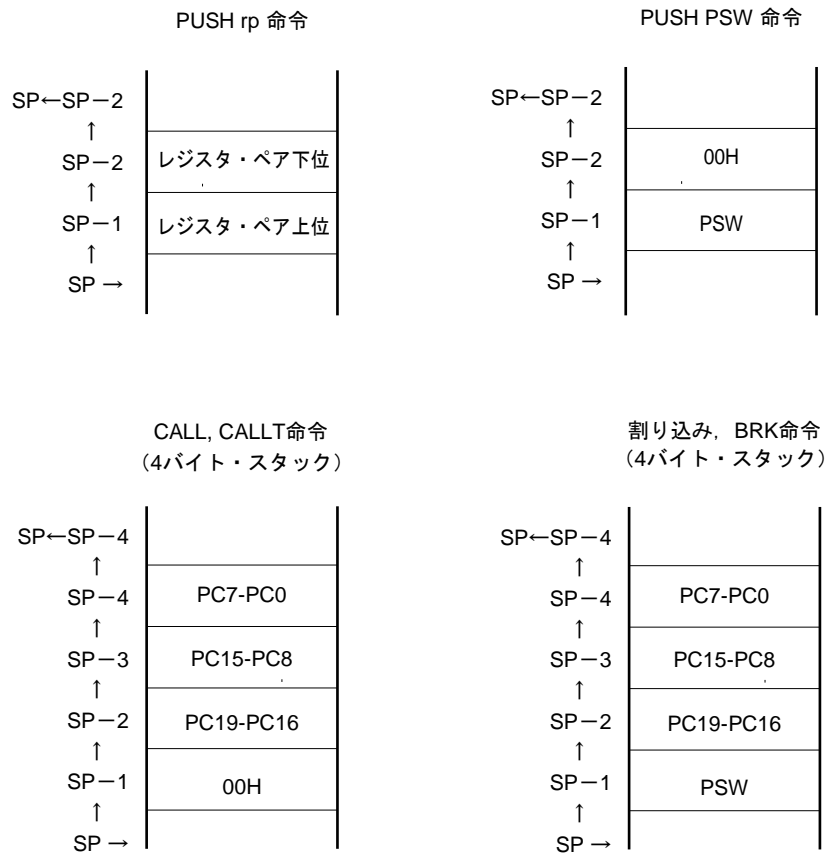 PUSH rp 命令
SP←SP－2
↑
SP－2 レジスタ・ペア下位
↑
SP－1 レジスタ・ペア上位
↑
SP →
PUSH PSW 命令
SP←SP－2
↑
SP－2 00H
↑
SP－1 PSW
↑
SP →
CALL, CALLT命令
（4バイト・スタック）
SP←SP－4
↑
SP－4 PC7-PC0
↑
SP－3 PC15-PC8
↑
SP－2 PC19-PC16
↑
SP－1 00H
↑
SP →
割り込み，BRK命令
（4バイト・スタック）
SP←SP－4
↑
SP－4 PC7-PC0
↑
SP－3 PC15-PC8
↑
SP－2 PC19-PC16
↑
SP－1 PSW
↑
SP →